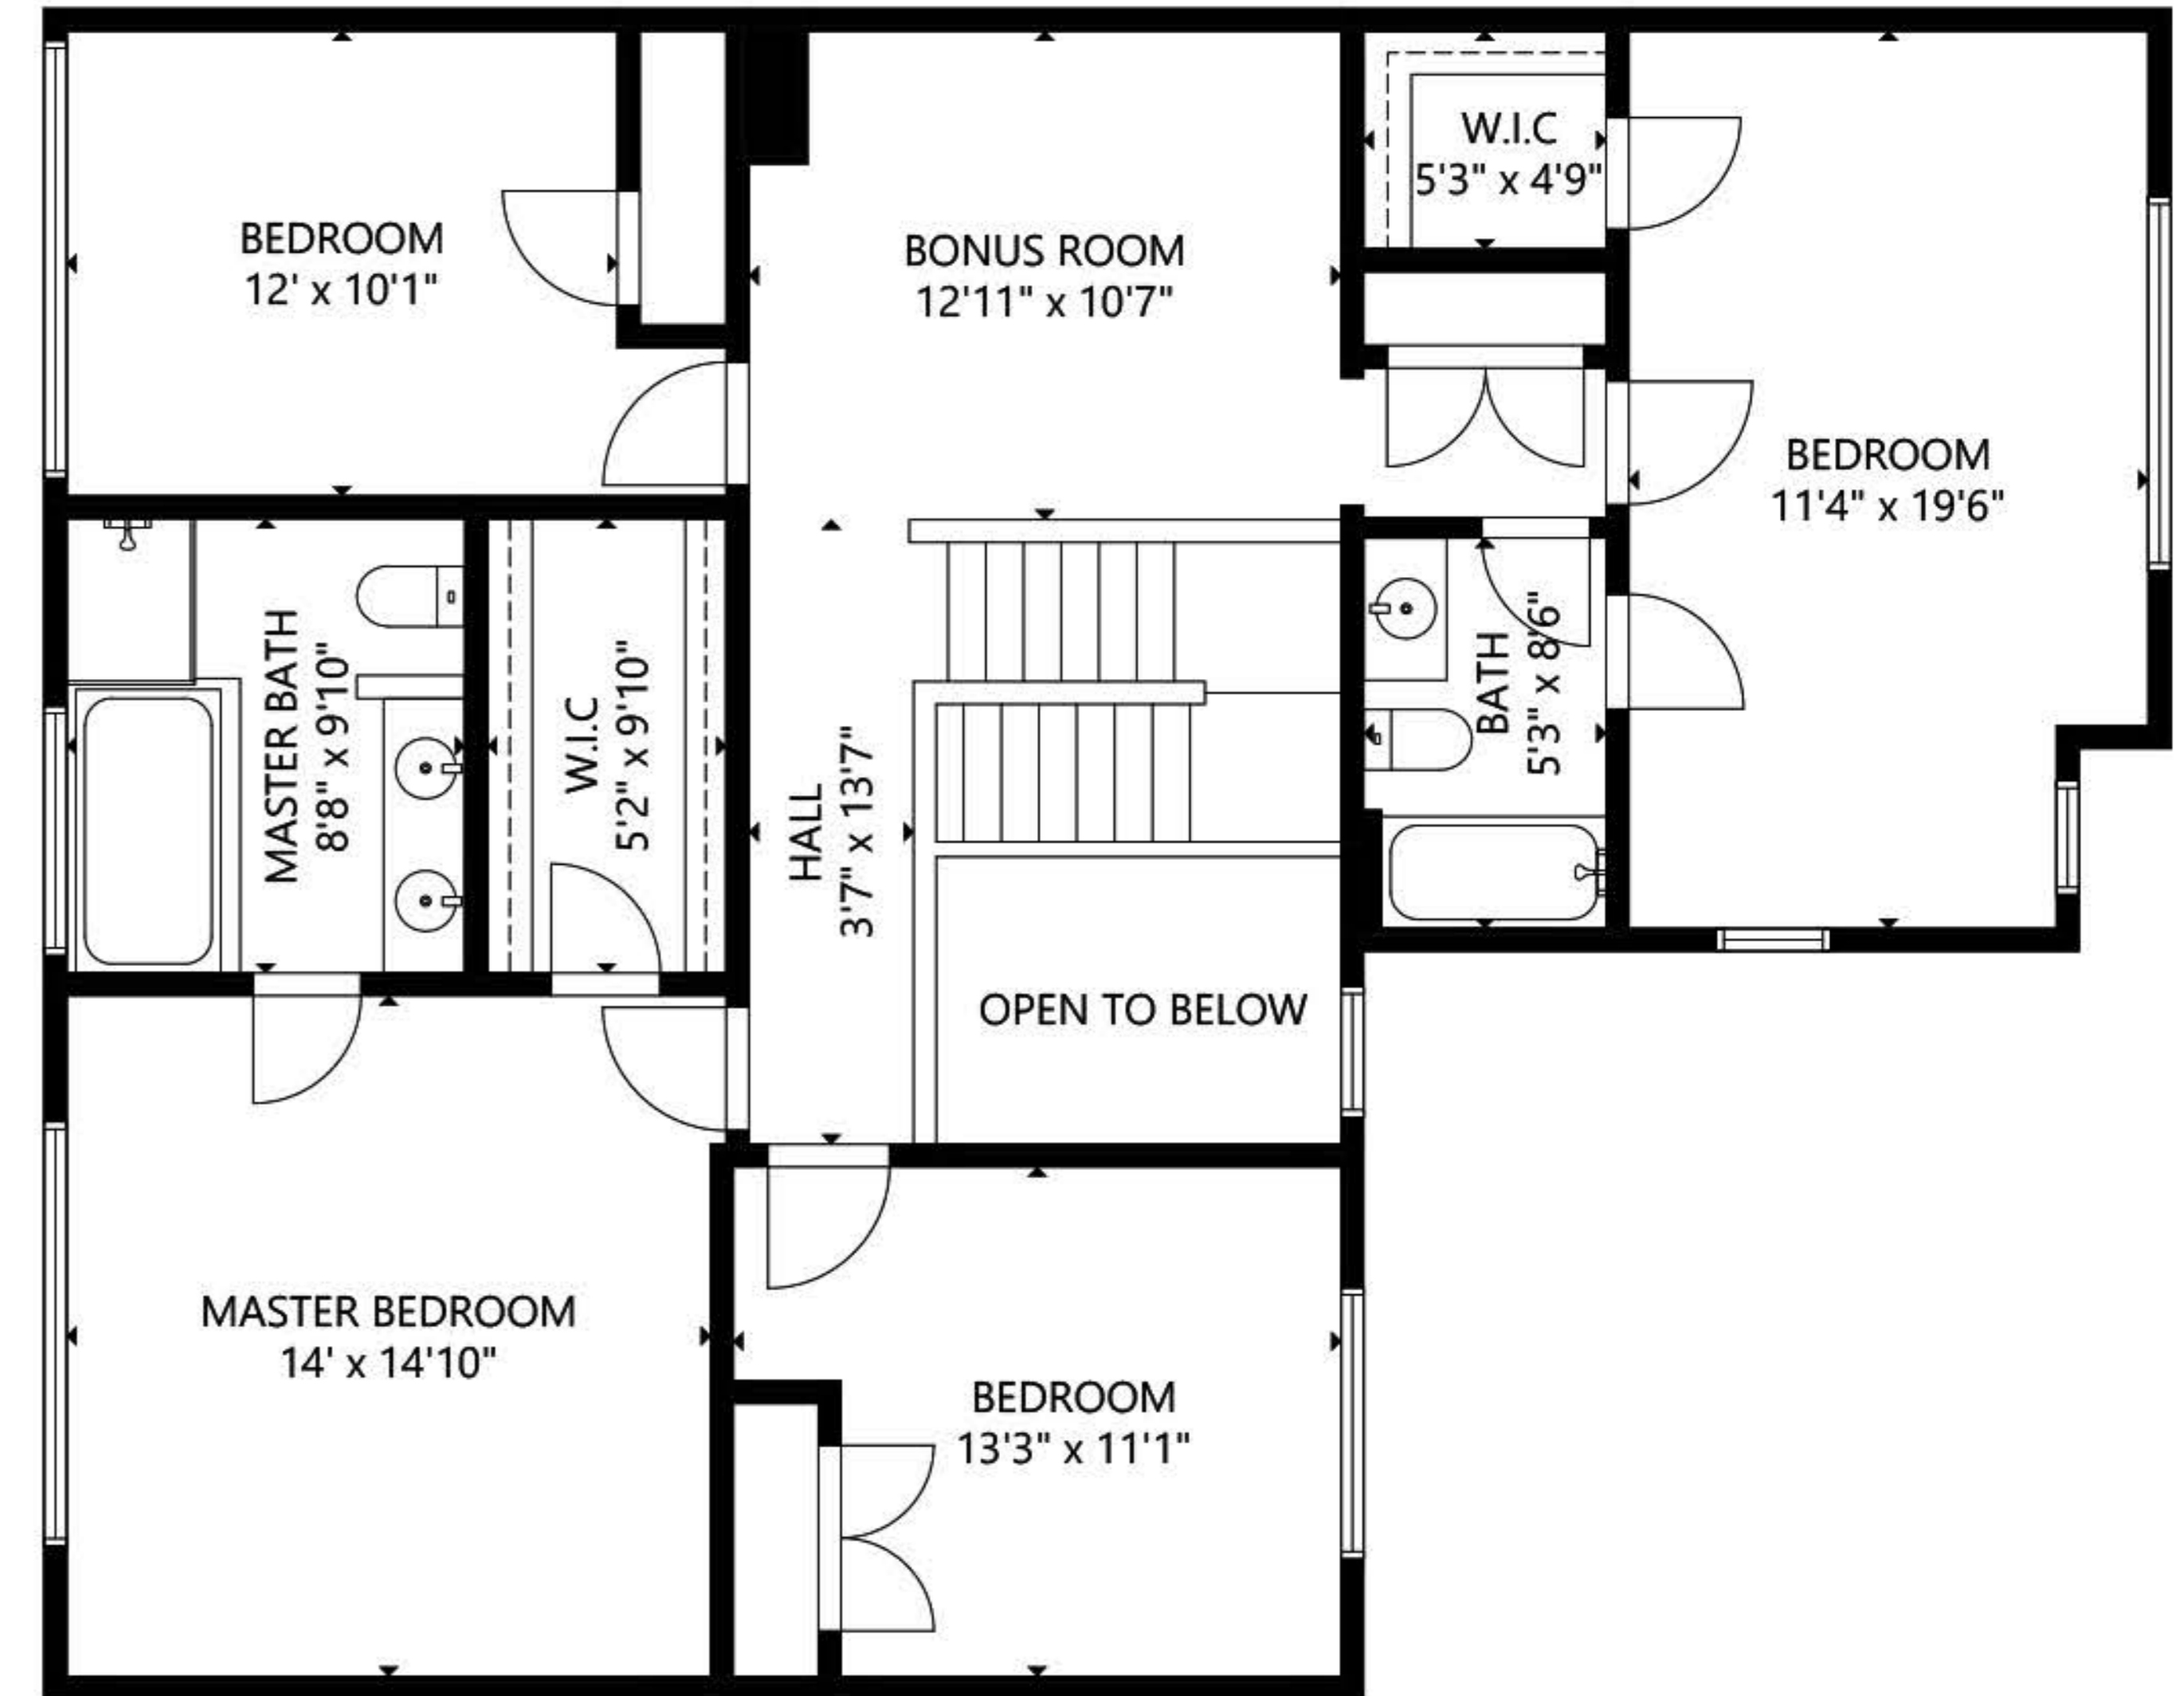 BEDROOM
12' x 10'1"
BONUS ROOM
12'11" x 10'7"
W.I.C
5'3" x 4'9"
BEDROOM
11'4" x 19'6"
MASTER BATH
8'8" x 9'10"
W.I.C
5'2" x 9'10"
HALL
3'7" x 13'7"
BATH
5'3" x 8'6"
OPEN TO BELOW
MASTER BEDROOM
14' x 14'10"
BEDROOM
13'3" x 11'1"